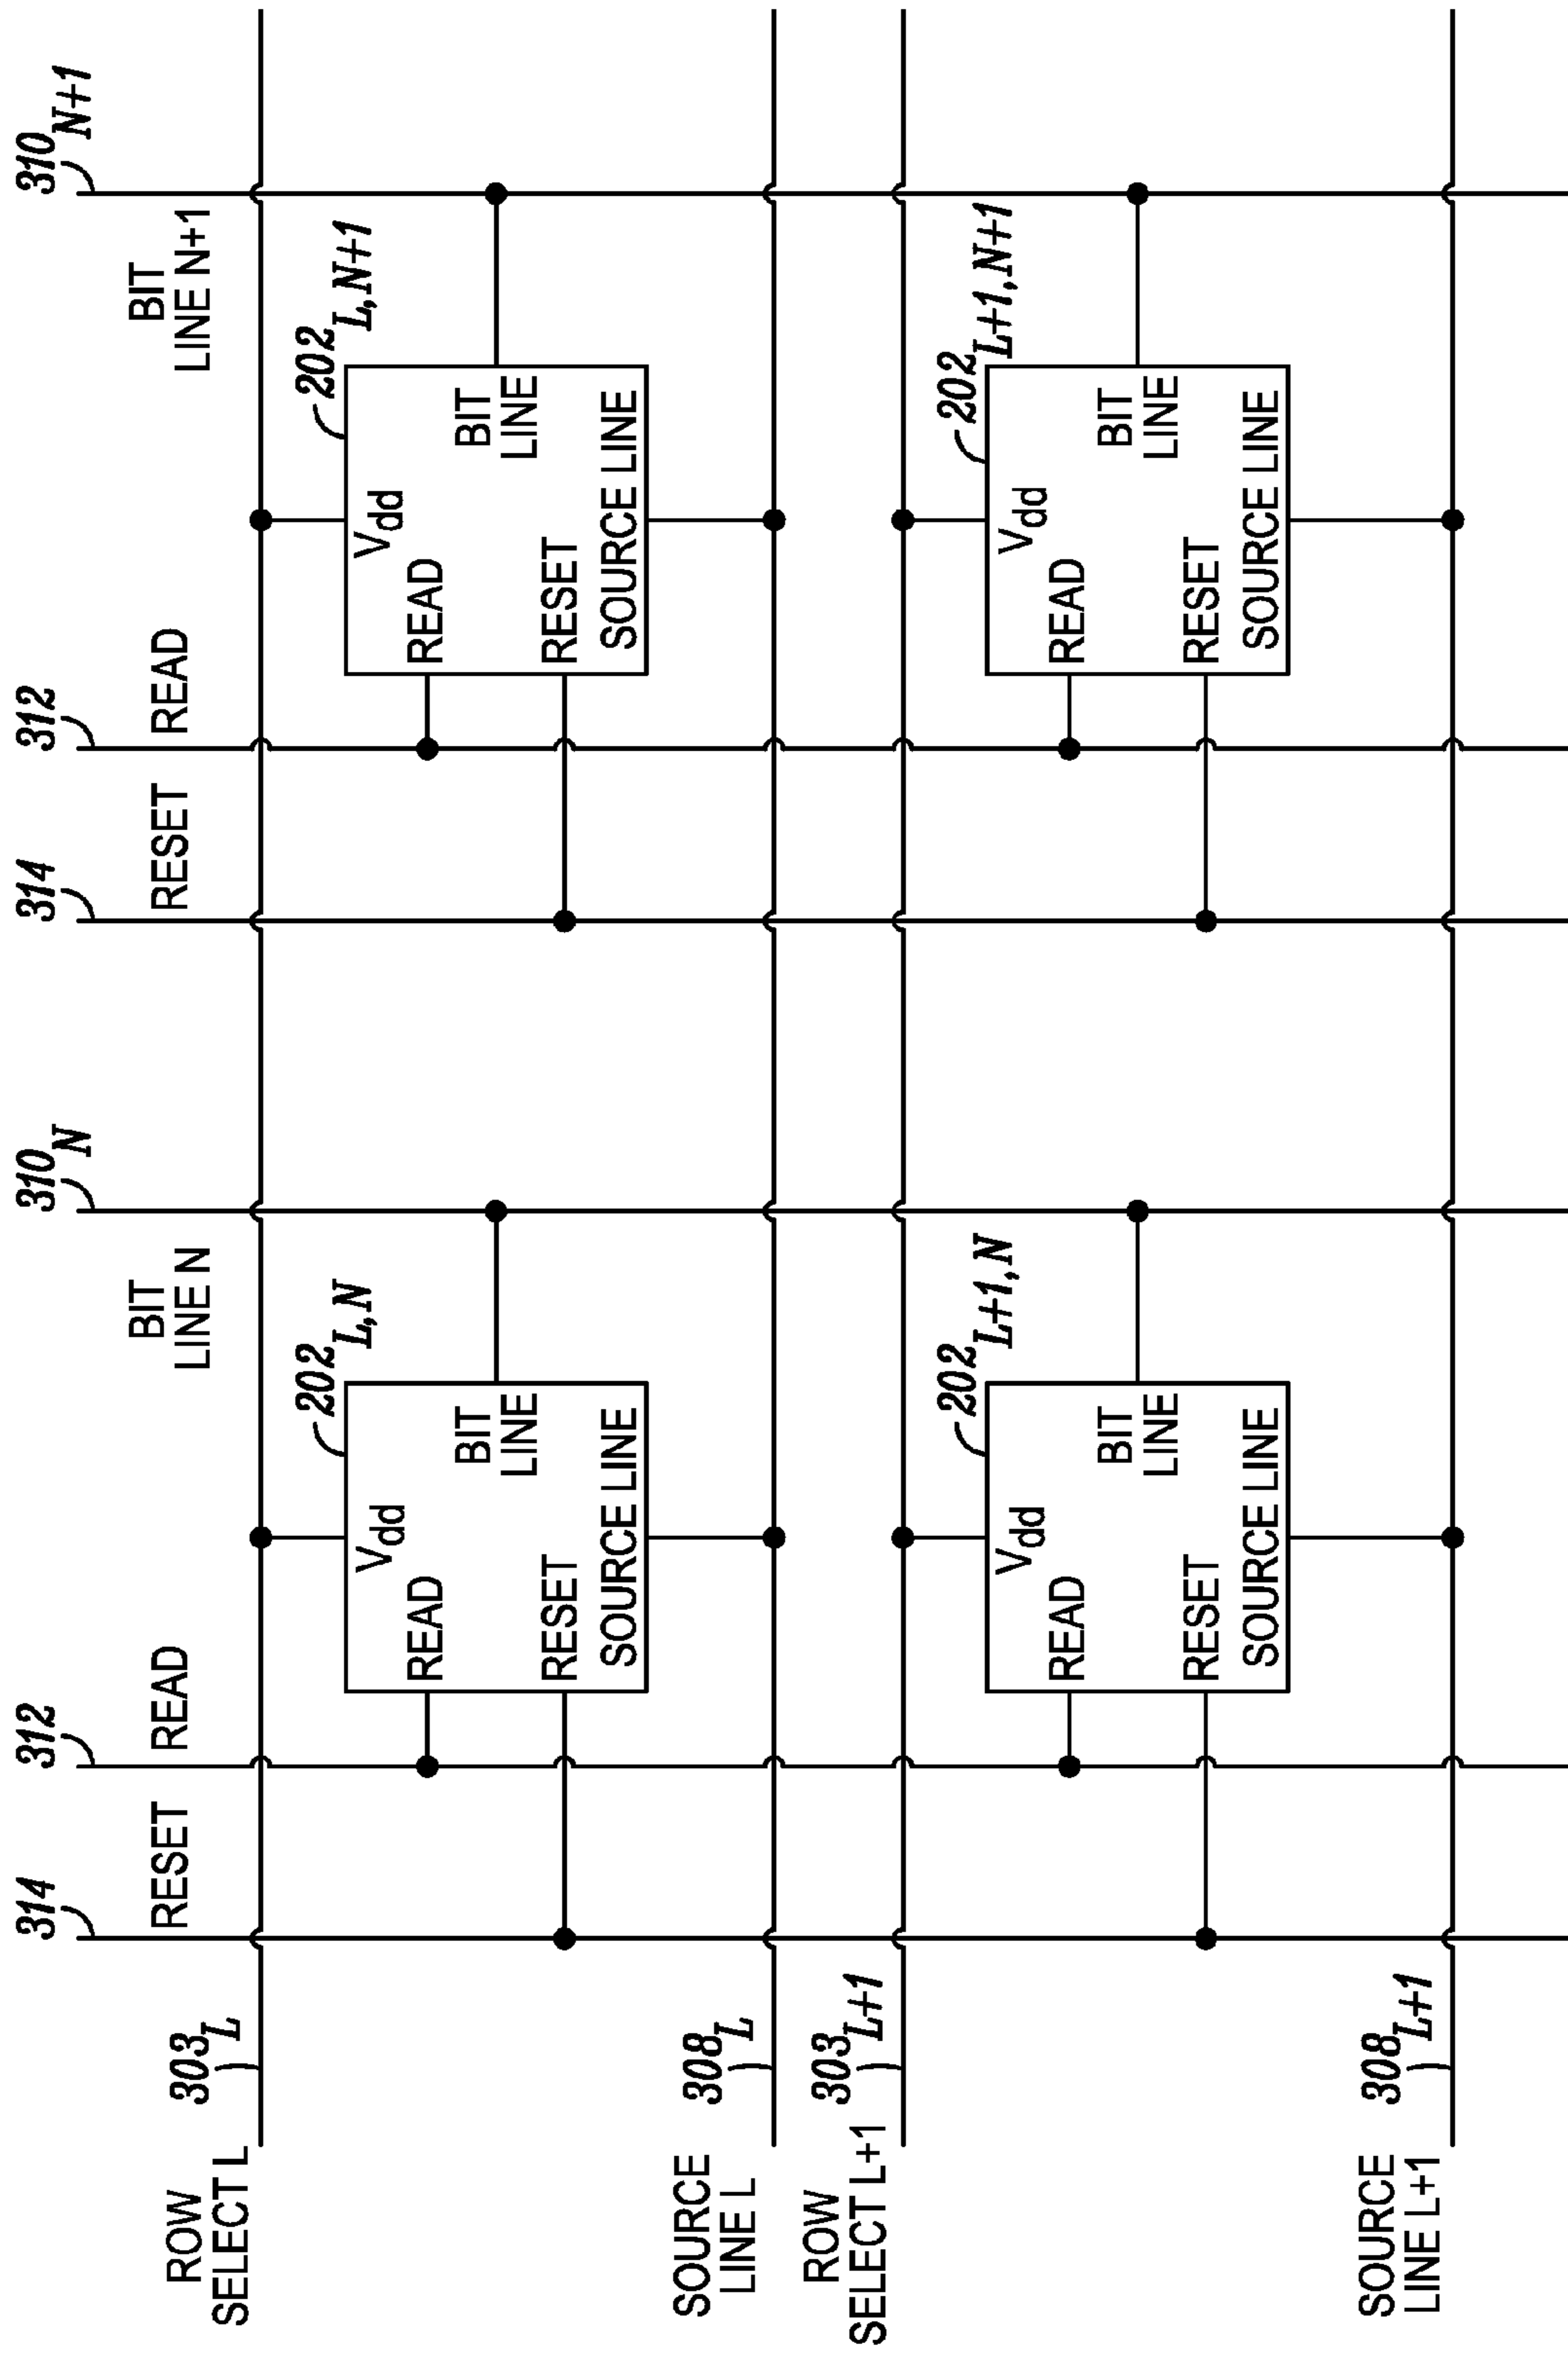 314
312
310N
314
312
310N+1
RESET
READ
BIT
LINE N
RESET
READ
BIT
LINE N+1
ROW
SELECT L
303L
202L,N
Vdd
READ
BIT
LINE
RESET
SOURCE LINE
202L,N+1
Vdd
READ
BIT
LINE
RESET
SOURCE LINE
SOURCE
LINE L
308L
ROW
SELECT L+1
303L+1
202L+1,N
Vdd
READ
BIT
LINE
RESET
SOURCE LINE
202L+1,N+1
Vdd
READ
BIT
LINE
RESET
SOURCE LINE
SOURCE
LINE L+1
308L+1